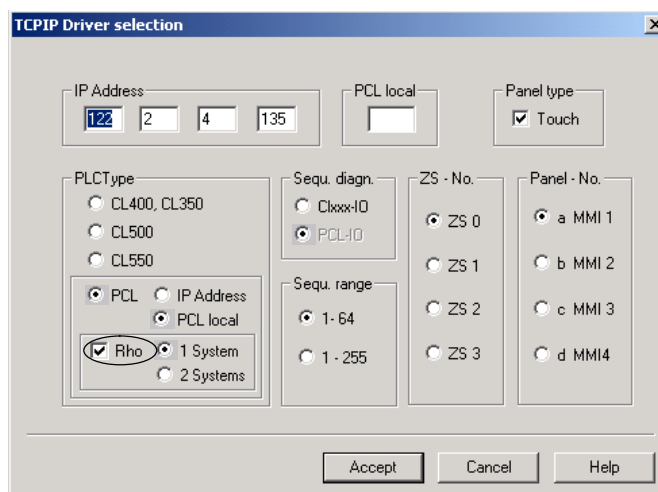 TCPIP Driver selection
IP Address
122 2 4 135
PCL local
Panel type
Touch
PLCType
CL400, CL350
CL500
CL550
PCL IP Address
PCL local
Rho 1 System
2 Systems
Sequ. diagn.
Clxxx-IO
PCL-IO
Sequ. range
1- 64
1 - 255
ZS - No.
ZS 0
ZS 1
ZS 2
ZS 3
Panel - No.
a MMI 1
b MMI 2
c MMI 3
d MMI4
Accept Cancel Help